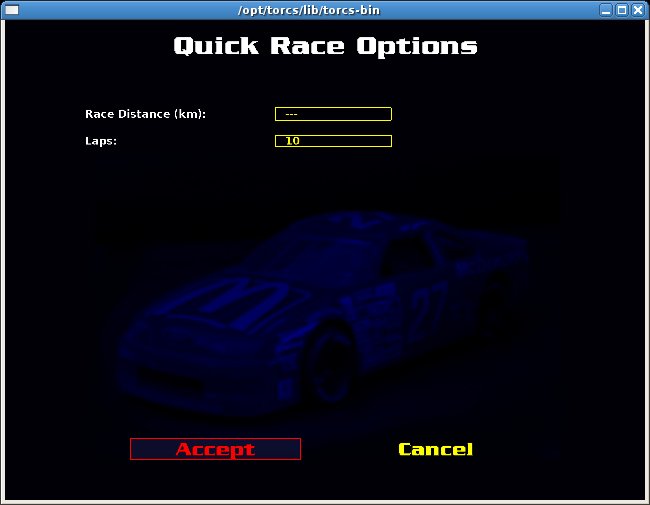 /opt/torcs/lib/torcs-bin
Quick Race Options
Race Distance (km): ---
Laps: 10
Accept Cancel